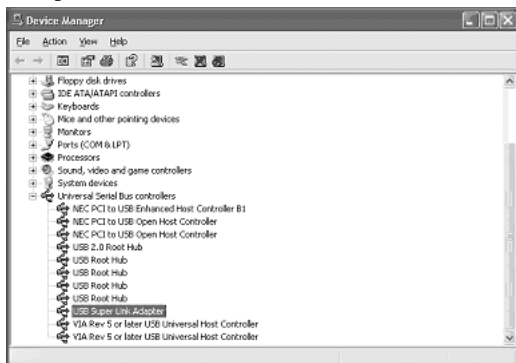 Device Manager
File Action View Help
Floppy disk drives
IDE ATA/ATAPI controllers
Keyboards
Mice and other pointing devices
Monitors
Ports (COM & LPT)
Processors
Sound, video and game controllers
System devices
Universal Serial Bus controllers
NEC PCI to USB Enhanced Host Controller B1
NEC PCI to USB Open Host Controller
NEC PCI to USB Open Host Controller
USB 2.0 Root Hub
USB Root Hub
USB Root Hub
USB Root Hub
USB Root Hub
USB Super Link Adapter
VIA Rev 5 or later USB Universal Host Controller
VIA Rev 5 or later USB Universal Host Controller